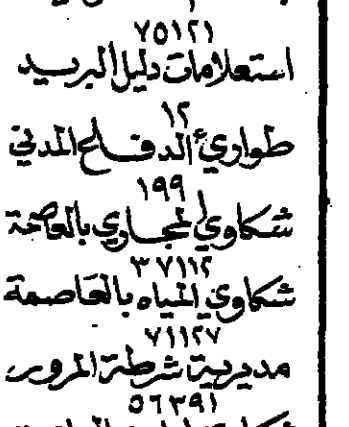 ٧٥١٢١
استعلامات دليل البريد
١٢
طوارئ الدفاع المدني
١٩٩
شكاوي المجاري بالعاصمة
٣٧١١٢
شكاوي المياه بالعاصمة
٧١١٢٧
مديرية شرطة المرور
٥٦٣٩١